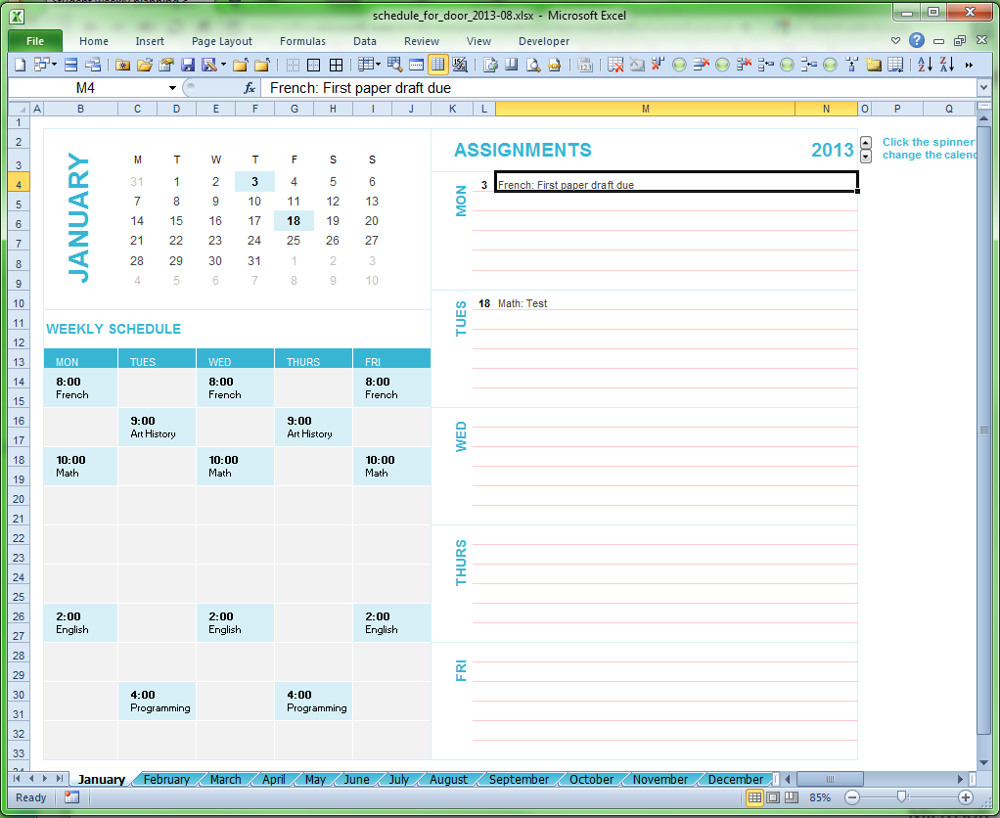 schedule_for_door_2013-08.xlsx - Microsoft Excel
File Home Insert Page Layout Formulas Data Review View Developer
M4 fx French: First paper draft due
A B C D E F G H I J K L M N O P Q
1
2
3
4
5
6
7
8
9
10
11
12
13
14
15
16
17
18
19
20
21
22
23
24
25
26
27
28
29
30
31
32
33
JANUARY
M T W T F S S
31 1 2 3 4 5 6
7 8 9 10 11 12 13
14 15 16 17 18 19 20
21 22 23 24 25 26 27
28 29 30 31 1 2 3
4 5 6 7 8 9 10
WEEKLY SCHEDULE
MON TUES WED THURS FRI
8:00 8:00 8:00
French French French
9:00 9:00
Art History Art History
10:00 10:00 10:00
Math Math Math
2:00 2:00 2:00
English English English
4:00 4:00
Programming Programming
ASSIGNMENTS 2013
Click the spinner
change the calend
MON
3 French: First paper draft due
TUES
18 Math: Test
WED
THURS
FRI
January February March April May June July August September October November December
Ready 85%